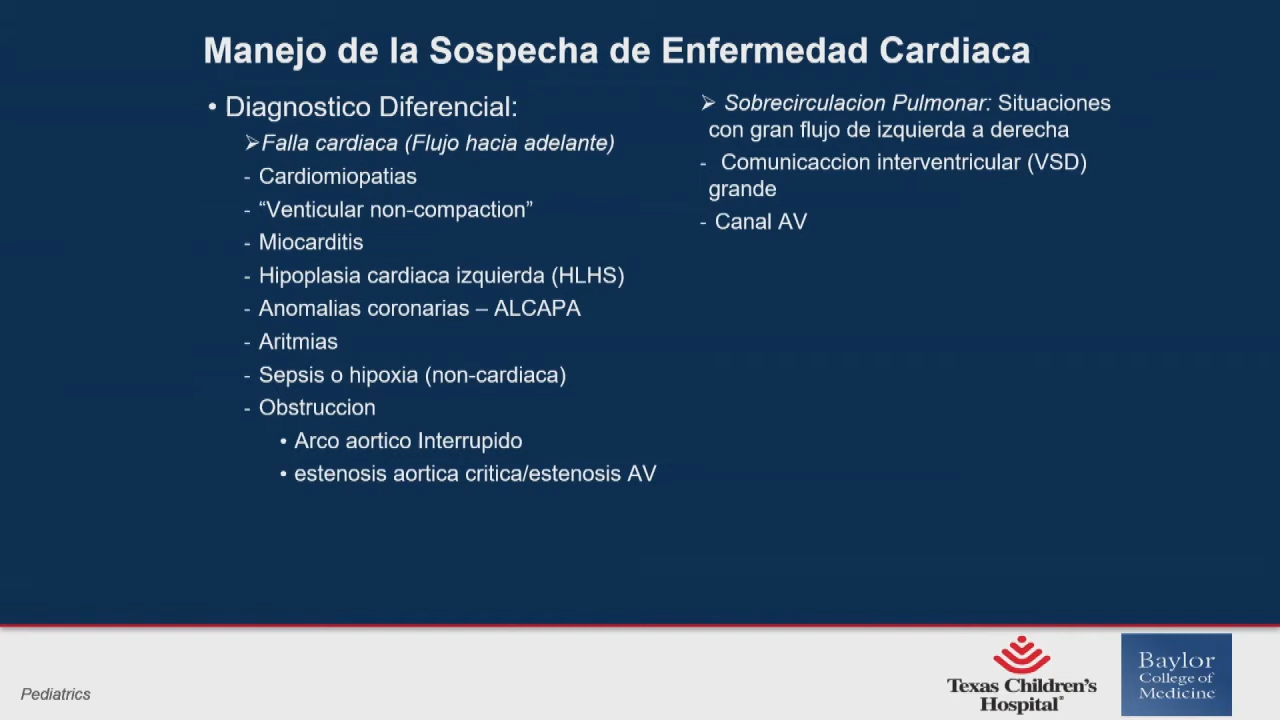 Manejo de la Sospecha de Enfermedad Cardiaca
• Diagnostico Diferencial:
➢Falla cardiaca (Flujo hacia adelante)
- Cardiomiopatias
- “Venticular non-compaction”
- Miocarditis
- Hipoplasia cardiaca izquierda (HLHS)
- Anomalias coronarias – ALCAPA
- Aritmias
- Sepsis o hipoxia (non-cardiaca)
- Obstruccion
• Arco aortico Interrupido
• estenosis aortica critica/estenosis AV
➢ Sobrecirculacion Pulmonar: Situaciones
con gran flujo de izquierda a derecha
- Comunicaccion interventricular (VSD)
grande
- Canal AV
Pediatrics
Texas Children's
Hospital®
Baylor
College of
Medicine